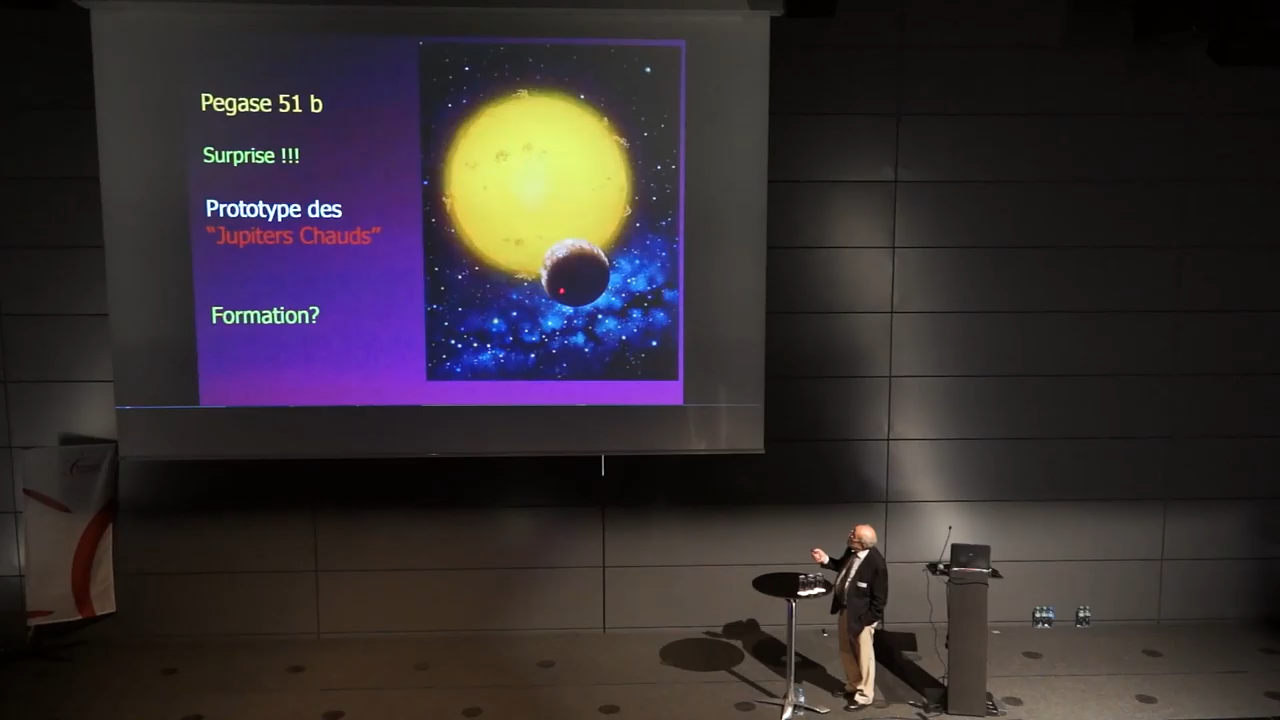 Pegase 51 b
Surprise !!!
Prototype des
“Jupiters Chauds”
Formation?